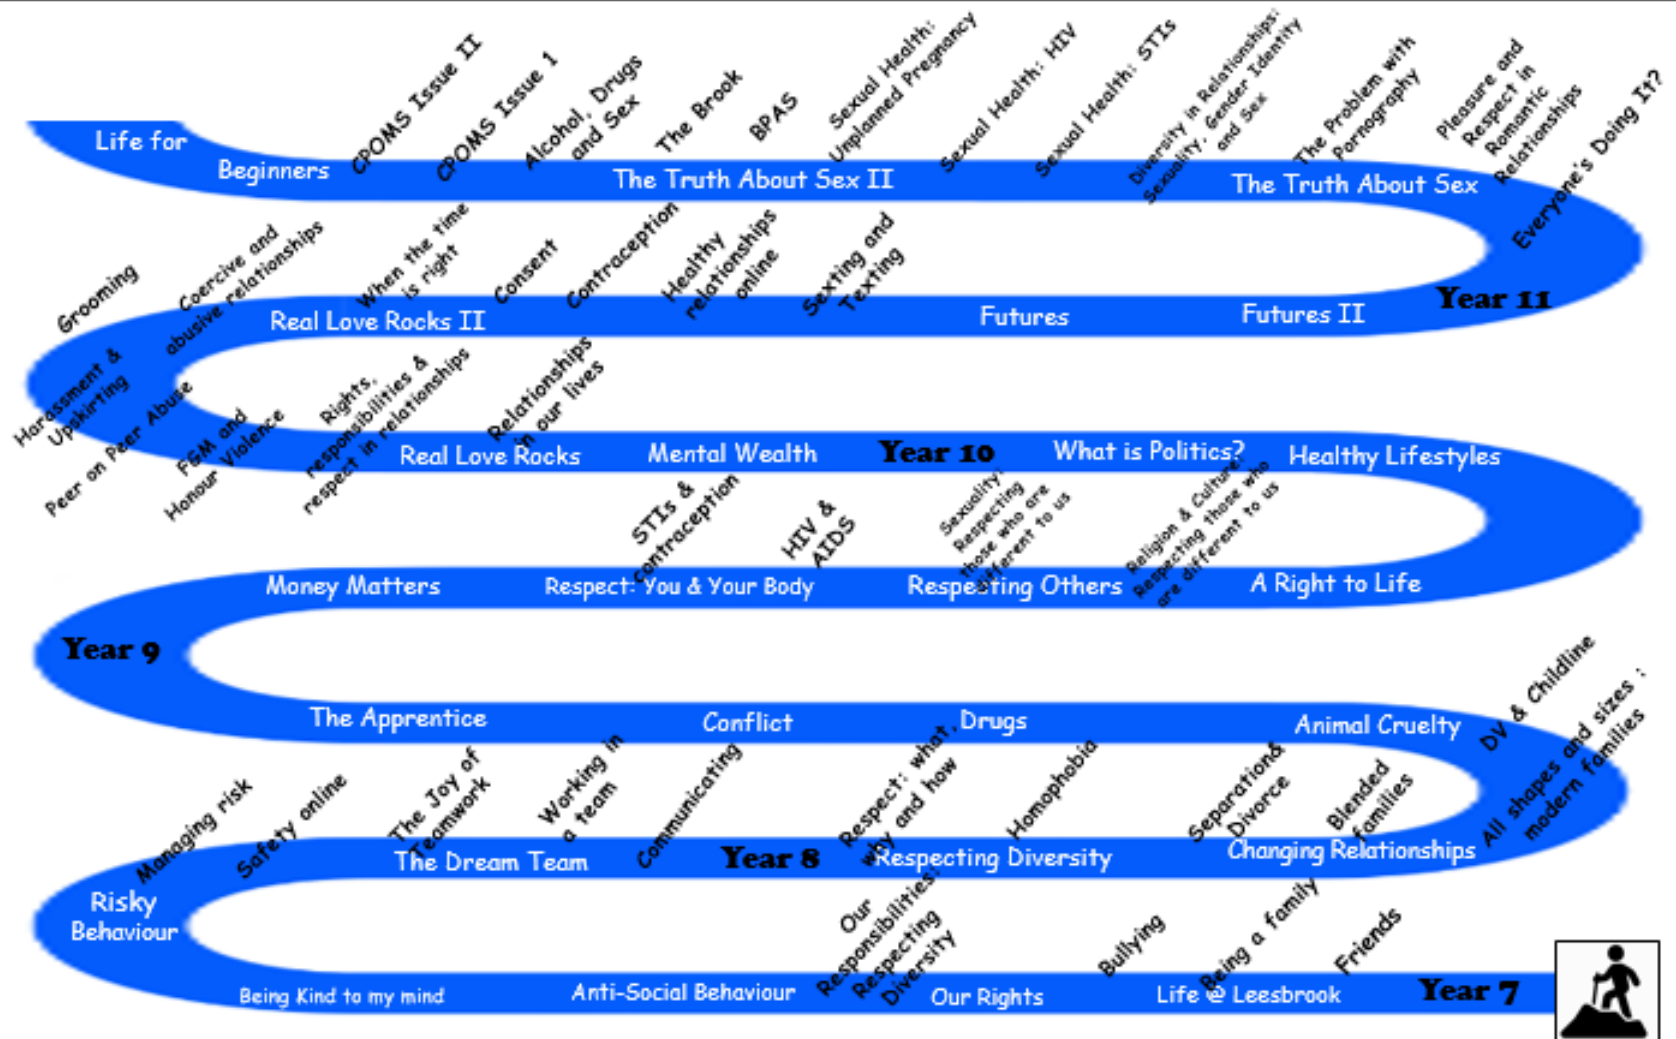 CPOMS Issue II
CPOMS Issue 1
Alcohol, Drugs
and Sex
The Brook
BPAS
Sexual Health:
Unplanned Pregnancy
Sexual Health: HIV
Sexual Health: STIs
Diversity in Relationships:
Sexuality, Gender Identity
and Sex
The Problem with
Pornography
Pleasure and
Respect in
Romantic
Relationships
Everyone's Doing It?
Life for
Beginners
The Truth About Sex II
The Truth About Sex
Grooming
Coercive and
abusive relationships
When the time
is right
Consent
Contraception
Healthy
relationships
online
Sexting and
Texting
Real Love Rocks II
Futures
Futures II
Year 11
Harassment &
Upskirting
Peer on Peer Abuse
FGM and
Honour Violence
Rights,
responsibilities &
respect in relationships
Relationships
in our lives
Real Love Rocks
Mental Wealth
Year 10
What is Politics?
Healthy Lifestyles
STIs &
contraception
HIV &
AIDS
Sexuality:
Respecting
those who are
different to us
Religion & Culture:
Respecting those who
are different to us
Money Matters
Respect: You & Your Body
Respecting Others
A Right to Life
Year 9
The Apprentice
Conflict
Drugs
Animal Cruelty
DV & Childline
All shapes and sizes :
modern families
Managing risk
Safety online
The Joy of
Teamwork
Working in
a team
Communicating
Respect: what,
why and how
Homophobia
Separation&
Divorce
Blended
families
The Dream Team
Year 8
Respecting Diversity
Changing Relationships
Risky
Behaviour
Our
Responsibilities:
Respecting
Diversity
Bullying
Being a family
Friends
Being Kind to my mind
Anti-Social Behaviour
Our Rights
Life @ Leesbrook
Year 7